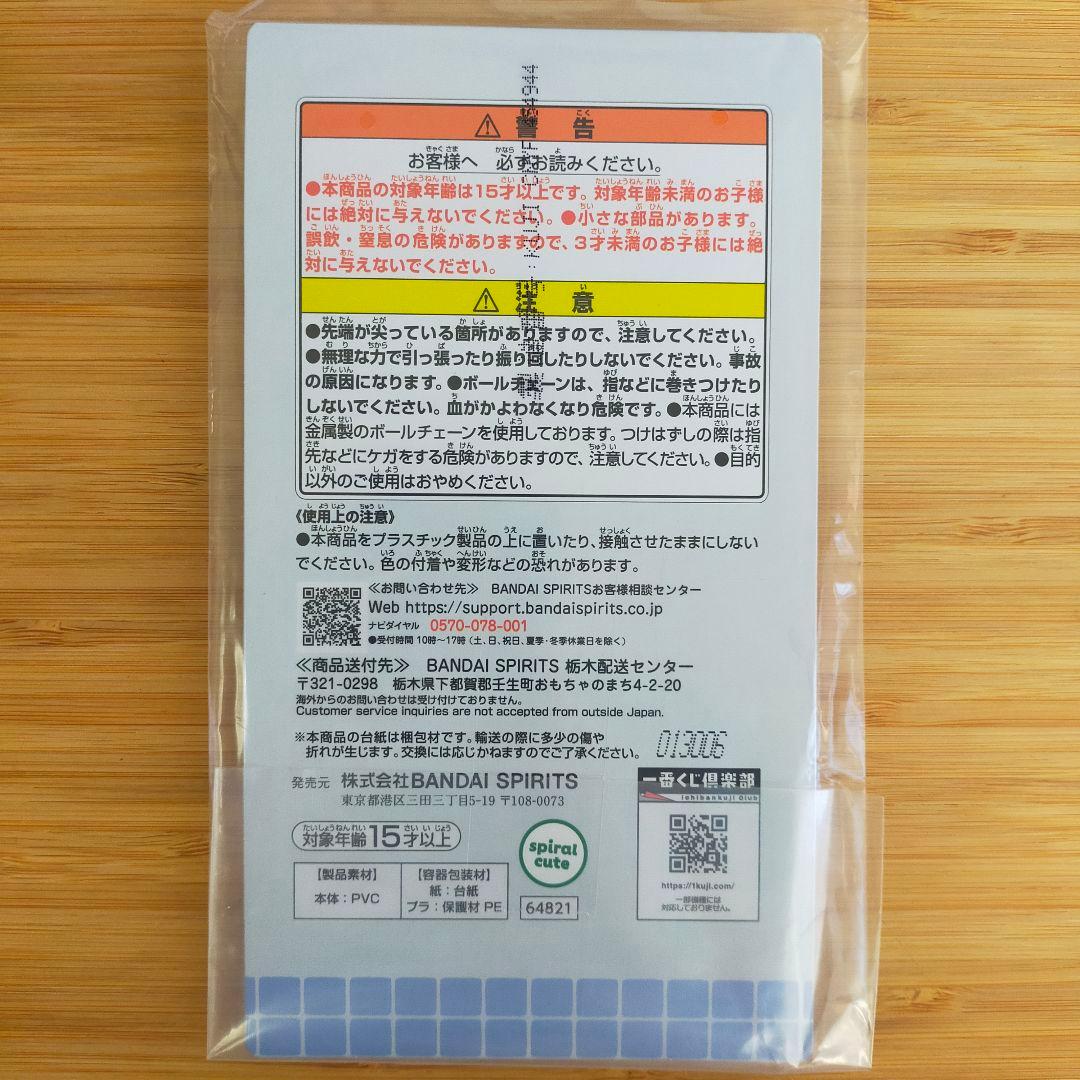 警告
お客様へ 必ずお読みください。
●本商品の対象年齢は15才以上です。対象年齢未満のお子様
には絶対に与えないでください。●小さな部品があります。
誤飲・窒息の危険がありますので、3才未満のお子様には絶
対に与えないでください。
注意
●先端が尖っている箇所がありますので、注意してください。
●無理な力で引っ張ったり振り回したりしないでください。事故
の原因になります。●ボールチェーンは、指などに巻きつけたり
しないでください。血がかよわなくなり危険です。●本商品には
金属製のボールチェーンを使用しております。つけはずしの際は指
先などにケガをする危険がありますので、注意してください。●目的
以外のご使用はおやめください。
《使用上の注意》
●本商品をプラスチック製品の上に置いたり、接触させたままにしない
でください。色の付着や変形などの恐れがあります。
≪お問い合わせ先≫ BANDAI SPIRITSお客様相談センター
Web https://support.bandaispirits.co.jp
ナビダイヤル 0570-078-001
●受付時間 10時〜17時(土、日、祝日、夏季・冬季休業日を除く)
≪商品送付先≫ BANDAI SPIRITS 栃木配送センター
〒321-0298 栃木県下都賀郡壬生町おもちゃのまち4-2-20
海外からのお問い合わせは受け付けておりません。
Customer service inquiries are not accepted from outside Japan.
※本商品の台紙は梱包材です。輸送の際に多少の傷や
折れが生じます。交換には応じかねますのでご了承ください。
013006
発売元 株式会社BANDAI SPIRITS
東京都港区三田三丁目5-19 〒108-0073
対象年齢15才以上
【製品素材】
本体：PVC
【容器包装材】
紙：台紙
プラ：保護材 PE
spiral
cute
64821
一番くじ倶楽部
Ichibankuji Club
https://1kuji.com/
一部機種には
対応しておりません。